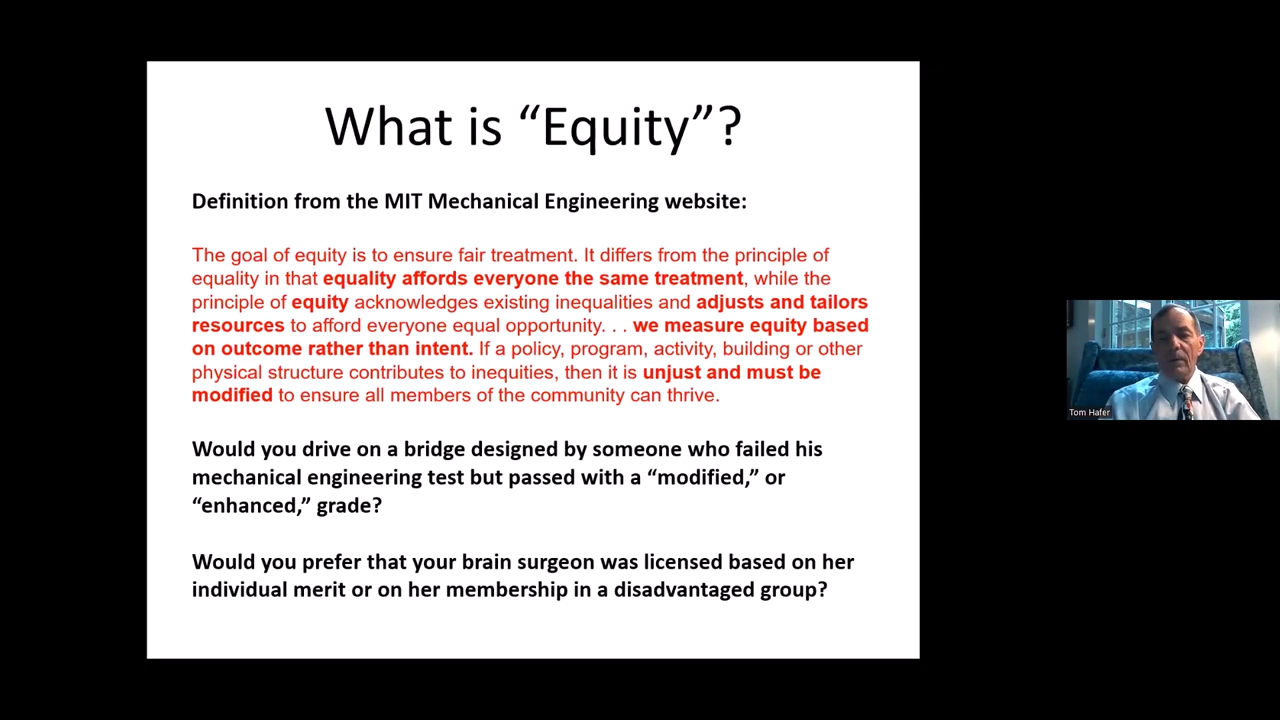 What is “Equity”?
Definition from the MIT Mechanical Engineering website:
The goal of equity is to ensure fair treatment. It differs from the principle of
equality in that equality affords everyone the same treatment, while the
principle of equity acknowledges existing inequalities and adjusts and tailors
resources to afford everyone equal opportunity. . . we measure equity based
on outcome rather than intent. If a policy, program, activity, building or other
physical structure contributes to inequities, then it is unjust and must be
modified to ensure all members of the community can thrive.
Would you drive on a bridge designed by someone who failed his
mechanical engineering test but passed with a “modified,” or
“enhanced,” grade?
Would you prefer that your brain surgeon was licensed based on her
individual merit or on her membership in a disadvantaged group?
Tom Hafer